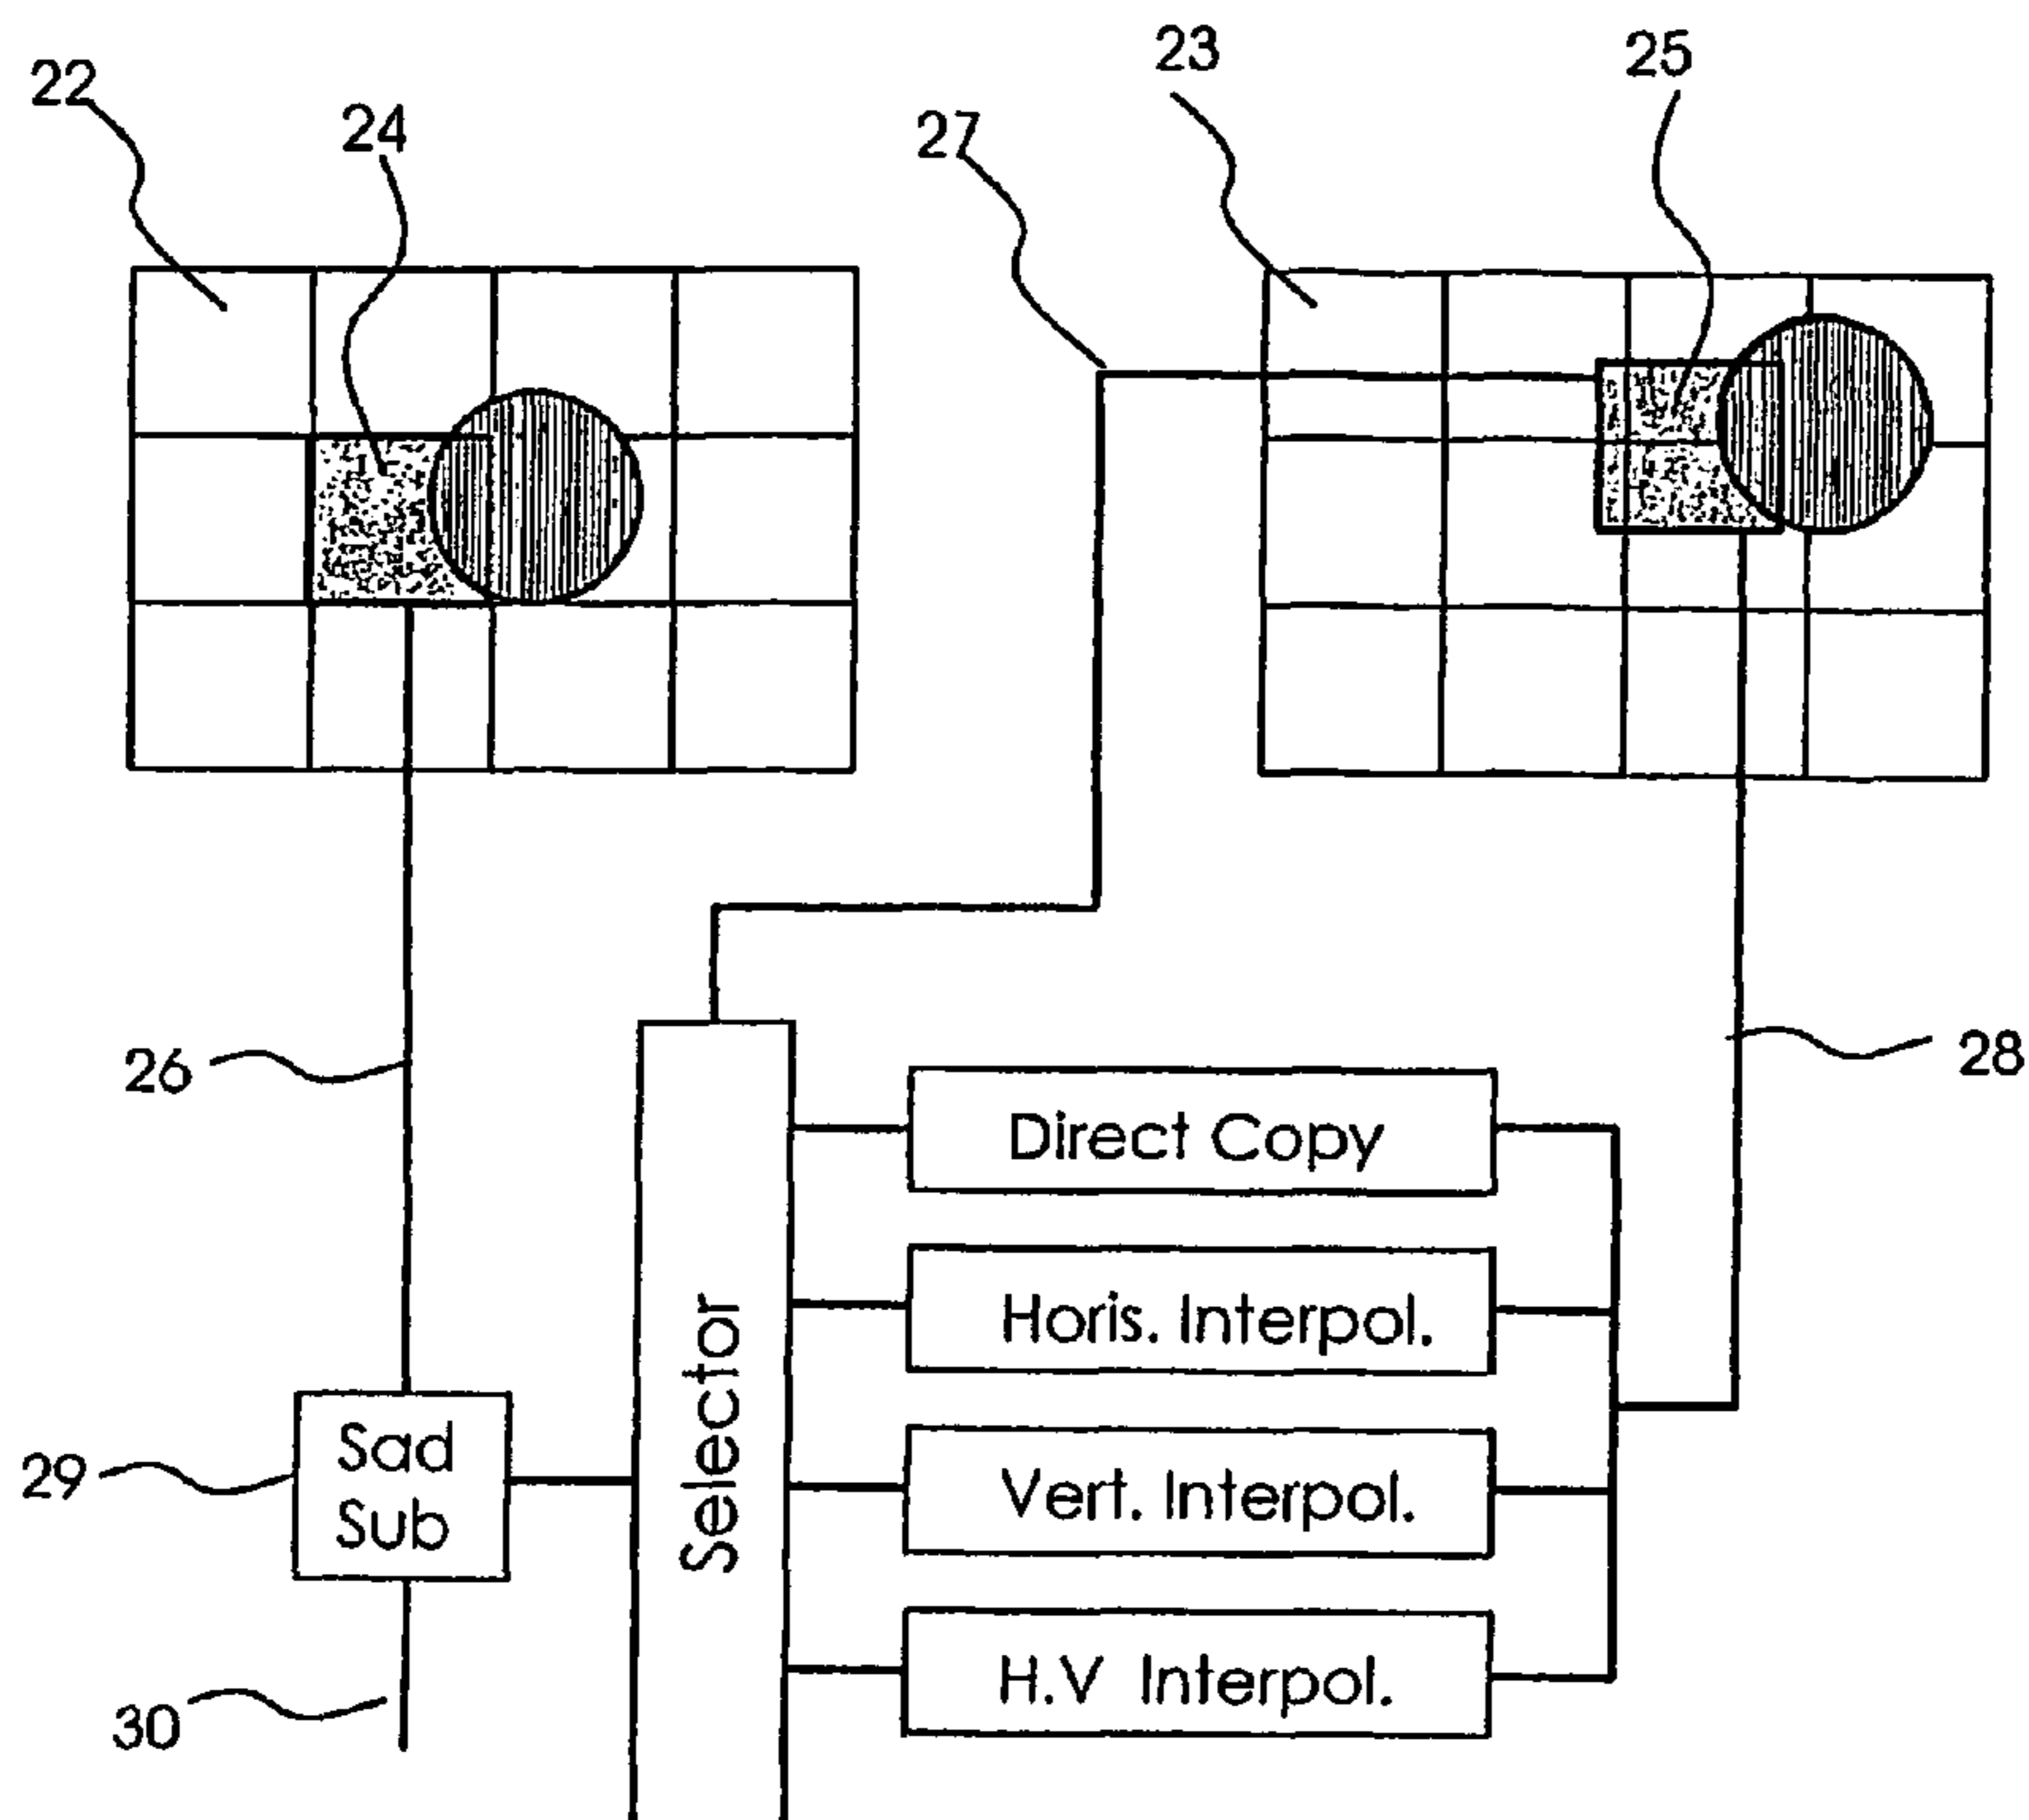 22
24
27
23
25
26
28
Direct Copy
Horis. Interpol.
Selector
Sad
Sub
29
Vert. Interpol.
H.V Interpol.
30